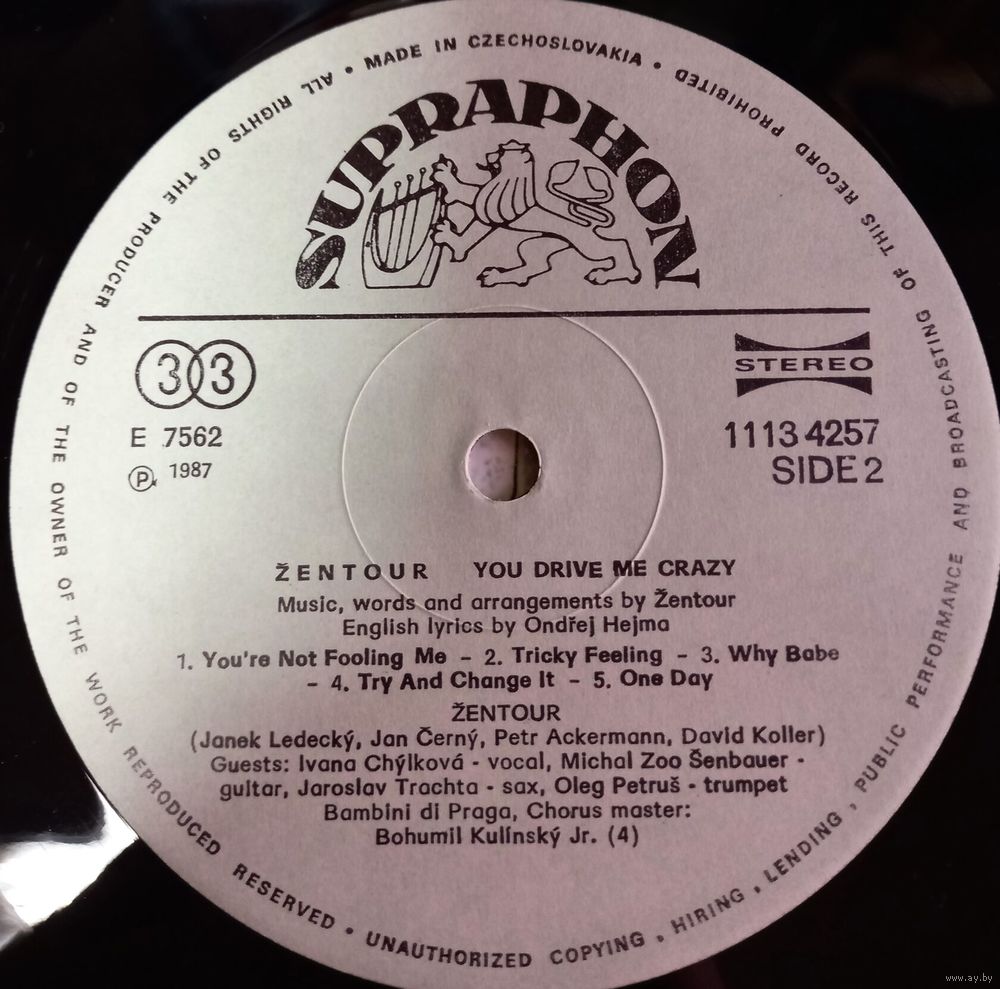 ALL RIGHTS OF THE PRODUCER AND OF THE OWNER OF THE WORK REPRODUCED RESERVED • UNAUTHORIZED COPYING, HIRING, LENDING, PUBLIC PERFORMANCE AND BROADCASTING OF THIS RECORD PROHIBITED • MADE IN CZECHOSLOVAKIA •
SUPRAPHON
33
STEREO
E 7562
1113 4257
Ⓟ 1987
SIDE 2
ŽENTOUR YOU DRIVE ME CRAZY
Music, words and arrangements by Žentour
English lyrics by Ondřej Hejma
1. You're Not Fooling Me - 2. Tricky Feeling - 3. Why Babe
- 4. Try And Change It - 5. One Day
ŽENTOUR
(Janek Ledecký, Jan Černý, Petr Ackermann, David Koller)
Guests: Ivana Chýlková - vocal, Michal Zoo Šenbauer -
guitar, Jaroslav Trachta - sax, Oleg Petruš - trumpet
Bambini di Praga, Chorus master:
Bohumil Kulínský Jr. (4)
www.ay.by